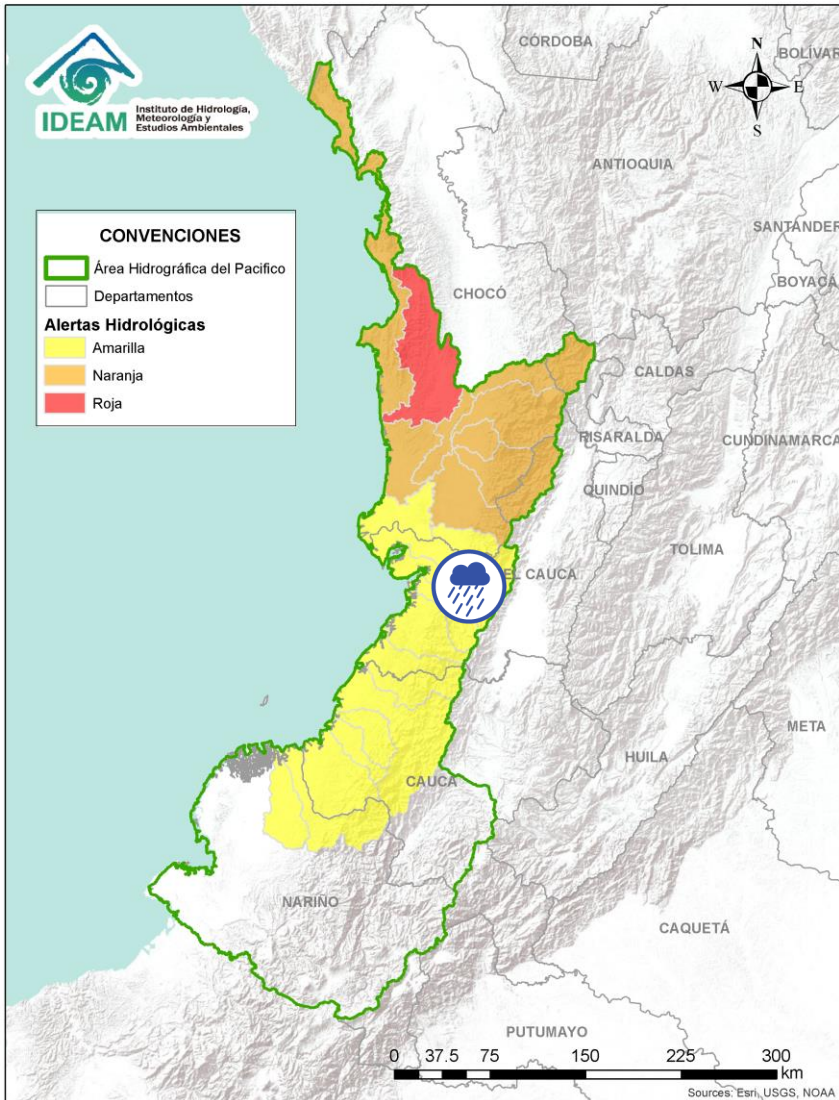 IDEAM
Instituto de Hidrología,
Meteorología y
Estudios Ambientales
N
W
E
S
CONVENCIONES
Área Hidrográfica del Pacifico
Departamentos
Alertas Hidrológicas
Amarilla
Naranja
Roja
CÓRDOBA
BOLÍVAR
ANTIOQUIA
SANTANDER
BOYACÁ
CHOCÓ
CALDAS
RISARALDA
CUNDINAMARCA
QUINDÍO
TOLIMA
EL CAUCA
META
HUILA
CAUCA
NARIÑO
CAQUETÁ
PUTUMAYO
0 37.5 75 150 225 300
km
Sources: Esri, USGS, NOAA